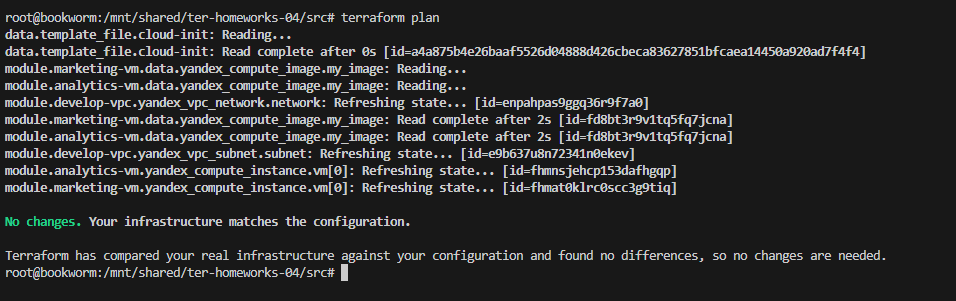 root@bookworm:/mnt/shared/ter-homeworks-04/src# terraform plan
data.template_file.cloud-init: Reading...
data.template_file.cloud-init: Read complete after 0s [id=a4a875b4e26baaf5526d04888d426cbeca83627851bfcaea14450a920ad7f4f4]
module.marketing-vm.data.yandex_compute_image.my_image: Reading...
module.analytics-vm.data.yandex_compute_image.my_image: Reading...
module.develop-vpc.yandex_vpc_network.network: Refreshing state... [id=enpahpas9ggq36r9f7a0]
module.marketing-vm.data.yandex_compute_image.my_image: Read complete after 2s [id=fd8bt3r9v1tq5fq7jcna]
module.analytics-vm.data.yandex_compute_image.my_image: Read complete after 2s [id=fd8bt3r9v1tq5fq7jcna]
module.develop-vpc.yandex_vpc_subnet.subnet: Refreshing state... [id=e9b637u8n72341n0ekev]
module.analytics-vm.yandex_compute_instance.vm[0]: Refreshing state... [id=fhmnsjehcp153dafhgqp]
module.marketing-vm.yandex_compute_instance.vm[0]: Refreshing state... [id=fhmat0klrc0scc3g9tiq]
No changes. Your infrastructure matches the configuration.
Terraform has compared your real infrastructure against your configuration and found no differences, so no changes are needed.
root@bookworm:/mnt/shared/ter-homeworks-04/src#